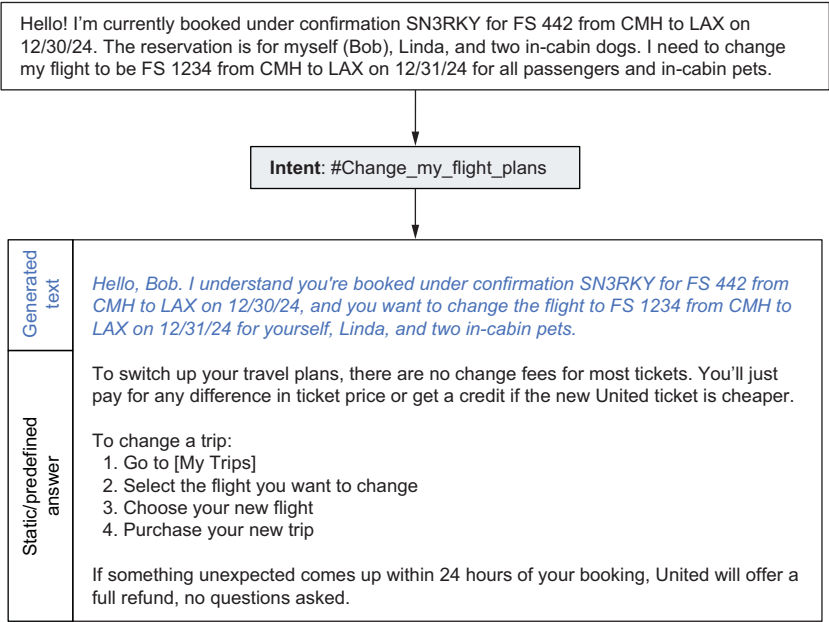 Hello! I'm currently booked under confirmation SN3RKY for FS 442 from CMH to LAX on
12/30/24. The reservation is for myself (Bob), Linda, and two in-cabin dogs. I need to change
my flight to be FS 1234 from CMH to LAX on 12/31/24 for all passengers and in-cabin pets.
Intent: #Change_my_flight_plans
Generated
text
Hello, Bob. I understand you're booked under confirmation SN3RKY for FS 442 from
CMH to LAX on 12/30/24, and you want to change the flight to FS 1234 from CMH to
LAX on 12/31/24 for yourself, Linda, and two in-cabin pets.
Static/predefined
answer
To switch up your travel plans, there are no change fees for most tickets. You'll just
pay for any difference in ticket price or get a credit if the new United ticket is cheaper.
To change a trip:
1. Go to [My Trips]
2. Select the flight you want to change
3. Choose your new flight
4. Purchase your new trip
If something unexpected comes up within 24 hours of your booking, United will offer a
full refund, no questions asked.